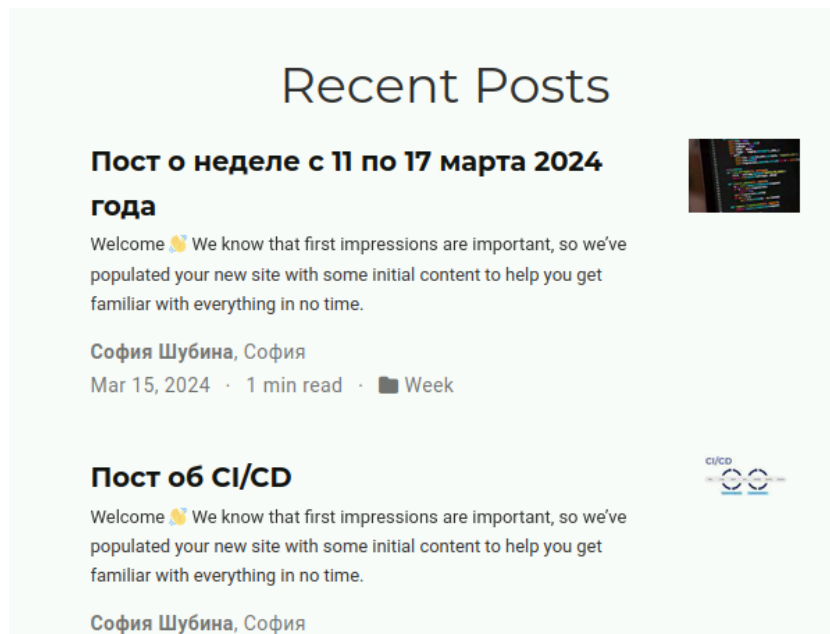 Recent Posts
Пост о неделе с 11 по 17 марта 2024
года
Welcome 👋 We know that first impressions are important, so we’ve
populated your new site with some initial content to help you get
familiar with everything in no time.
София Шубина, София
Mar 15, 2024 · 1 min read · Week
Пост об CI/CD
CI/CD
Welcome 👋 We know that first impressions are important, so we’ve
populated your new site with some initial content to help you get
familiar with everything in no time.
София Шубина, София